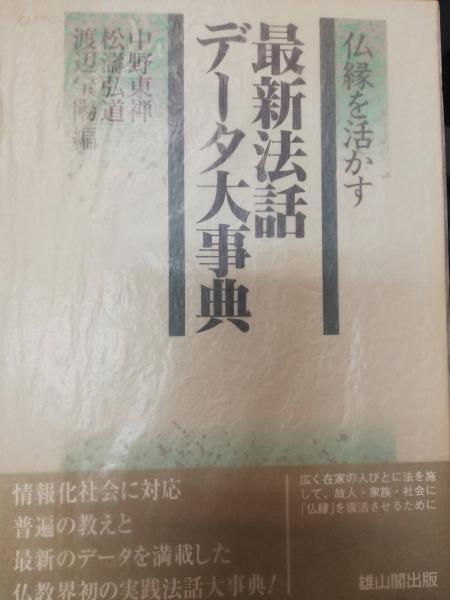 仏縁を活かす
最新法話
データ大事典
中野東禅
松濤弘道
渡辺宝陽編
広く在家の人びとに法を施
して、故人・家族・社会に
「仏縁」を復活させるために
情報化社会に対応
普遍の教えと
最新のデータを満載した
仏教界初の実践法話大事典!
雄山閣出版